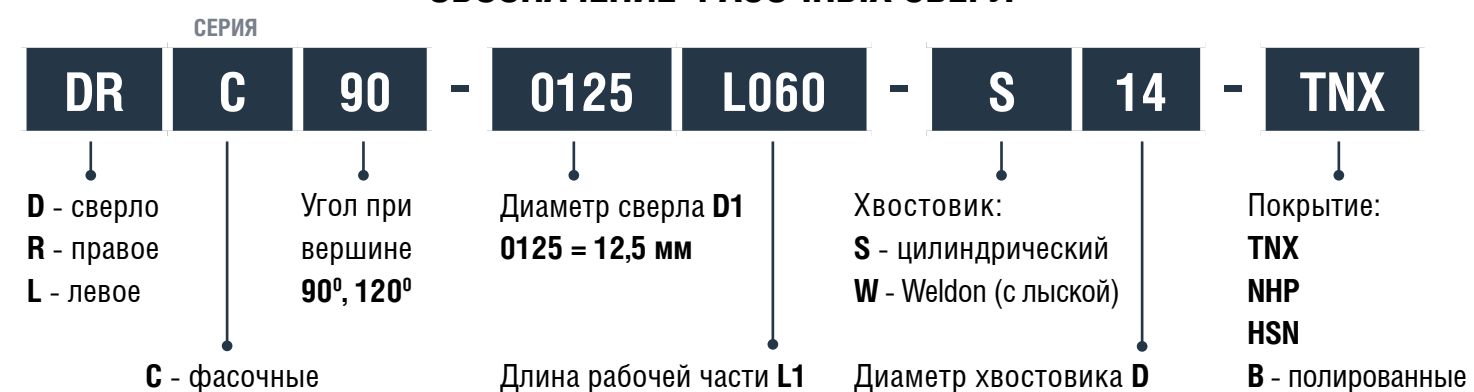 СЕРИЯ
DR C 90 - 0125 L060 - S 14 - TNX
D - сверло
R - правое
L - левое
Угол при
вершине
90⁰, 120⁰
Диаметр сверла D1
0125 = 12,5 мм
Хвостовик:
S - цилиндрический
W - Weldon (с лыской)
Покрытие:
TNX
NHP
HSN
B - полированные
C - фасочные
Длина рабочей части L1
Диаметр хвостовика D